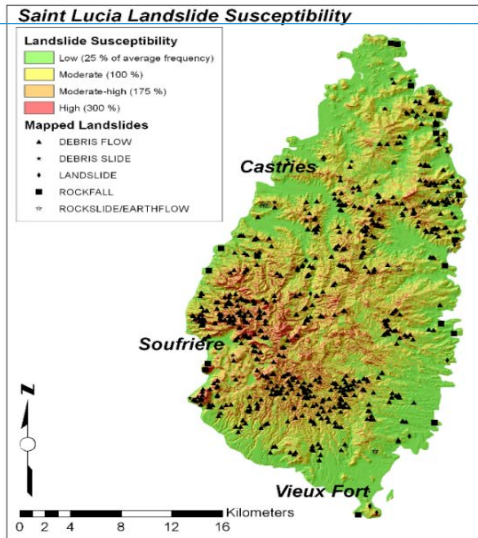 Saint Lucia Landslide Susceptibility
Landslide Susceptibility
Low (25 % of average frequency)
Moderate (100 %)
Moderate-high (175 %)
High (300 %)
Mapped Landslides
DEBRIS FLOW
DEBRIS SLIDE
LANDSLIDE
ROCKFALL
ROCKSLIDE/EARTHFLOW
Castries
Soufriere
Vieux Fort
N
Kilometers
0 2 4 8 12 16